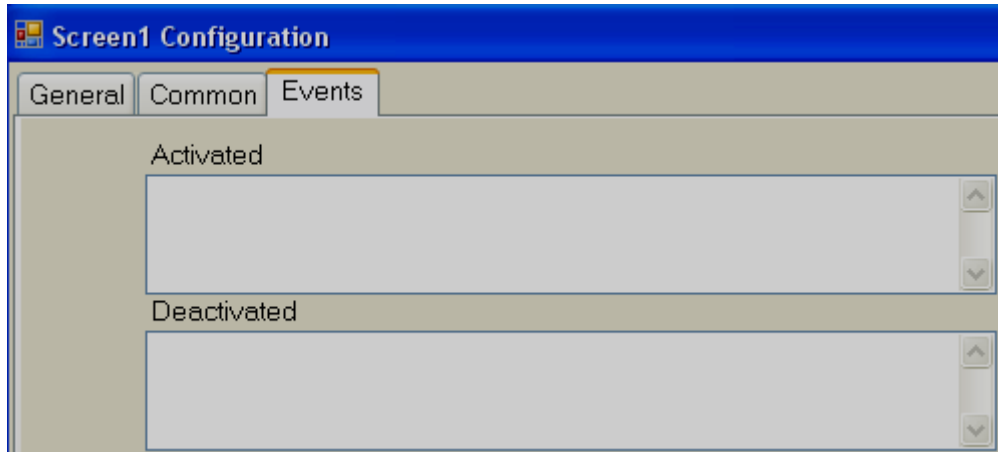 Screen1 Configuration
General Common Events
Activated
Deactivated